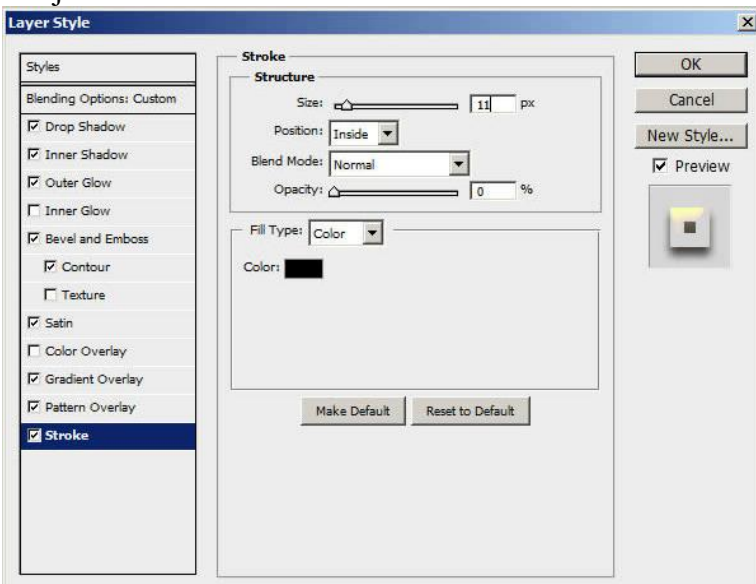 Layer Style
Styles
Blending Options: Custom
Drop Shadow
Inner Shadow
Outer Glow
Inner Glow
Bevel and Emboss
Contour
Texture
Satin
Color Overlay
Gradient Overlay
Pattern Overlay
Stroke
Stroke
Structure
Size: 11 px
Position: Inside
Blend Mode: Normal
Opacity: 0 %
Fill Type: Color
Color:
Make Default Reset to Default
OK
Cancel
New Style...
Preview